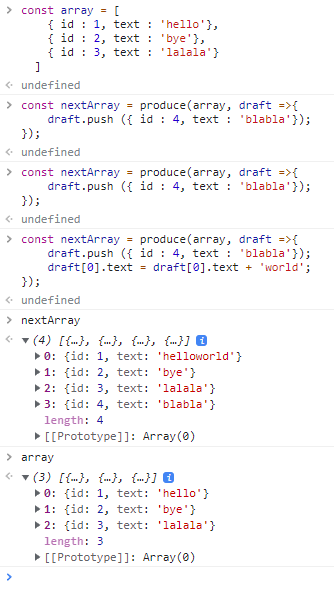 > const array = [
{ id : 1, text : 'hello'},
{ id : 2, text : 'bye'},
{ id : 3, text : 'lalala'}
]
undefined
> const nextArray = produce(array, draft =>{
draft.push ({ id : 4, text : 'blabla'});
});
undefined
> const nextArray = produce(array, draft =>{
draft.push ({ id : 4, text : 'blabla'});
});
undefined
> const nextArray = produce(array, draft =>{
draft.push ({ id : 4, text : 'blabla'});
draft[0].text = draft[0].text + 'world';
});
undefined
> nextArray
▼(4) [{…}, {…}, {…}, {…}] i
▶0: {id: 1, text: 'helloworld'}
▶1: {id: 2, text: 'bye'}
▶2: {id: 3, text: 'lalala'}
▶3: {id: 4, text: 'blabla'}
length: 4
▶[[Prototype]]: Array(0)
> array
▼(3) [{…}, {…}, {…}] i
▶0: {id: 1, text: 'hello'}
▶1: {id: 2, text: 'bye'}
▶2: {id: 3, text: 'lalala'}
length: 3
▶[[Prototype]]: Array(0)
>